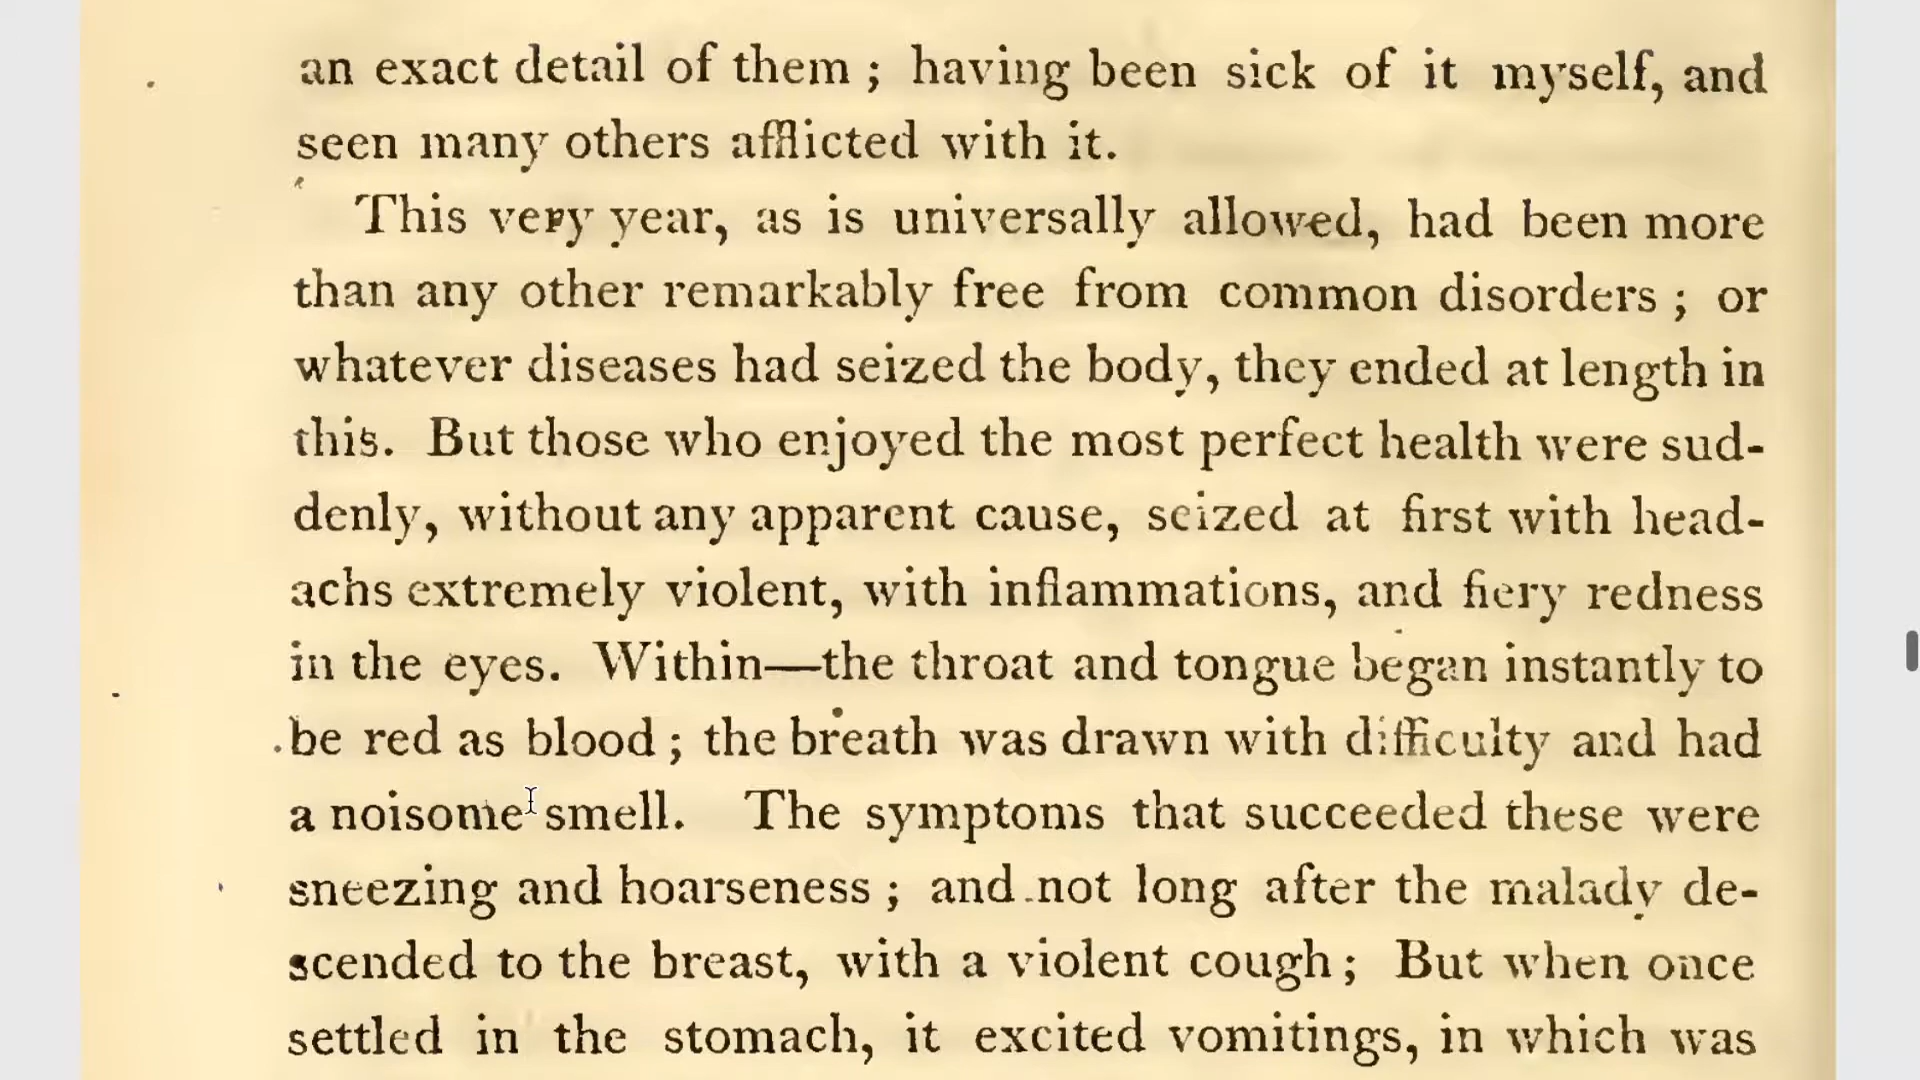 an exact detail of them ; having been sick of it myself, and
seen many others afflicted with it.
This very year, as is universally allowed, had been more
than any other remarkably free from common disorders ; or
whatever diseases had seized the body, they ended at length in
this. But those who enjoyed the most perfect health were sud-
denly, without any apparent cause, seized at first with head-
achs extremely violent, with inflammations, and fiery redness
in the eyes. Within—the throat and tongue began instantly to
be red as blood ; the breath was drawn with difficulty and had
a noisome smell. The symptoms that succeeded these were
sneezing and hoarseness ; and not long after the malady de-
scended to the breast, with a violent cough ; But when once
settled in the stomach, it excited vomitings, in which was